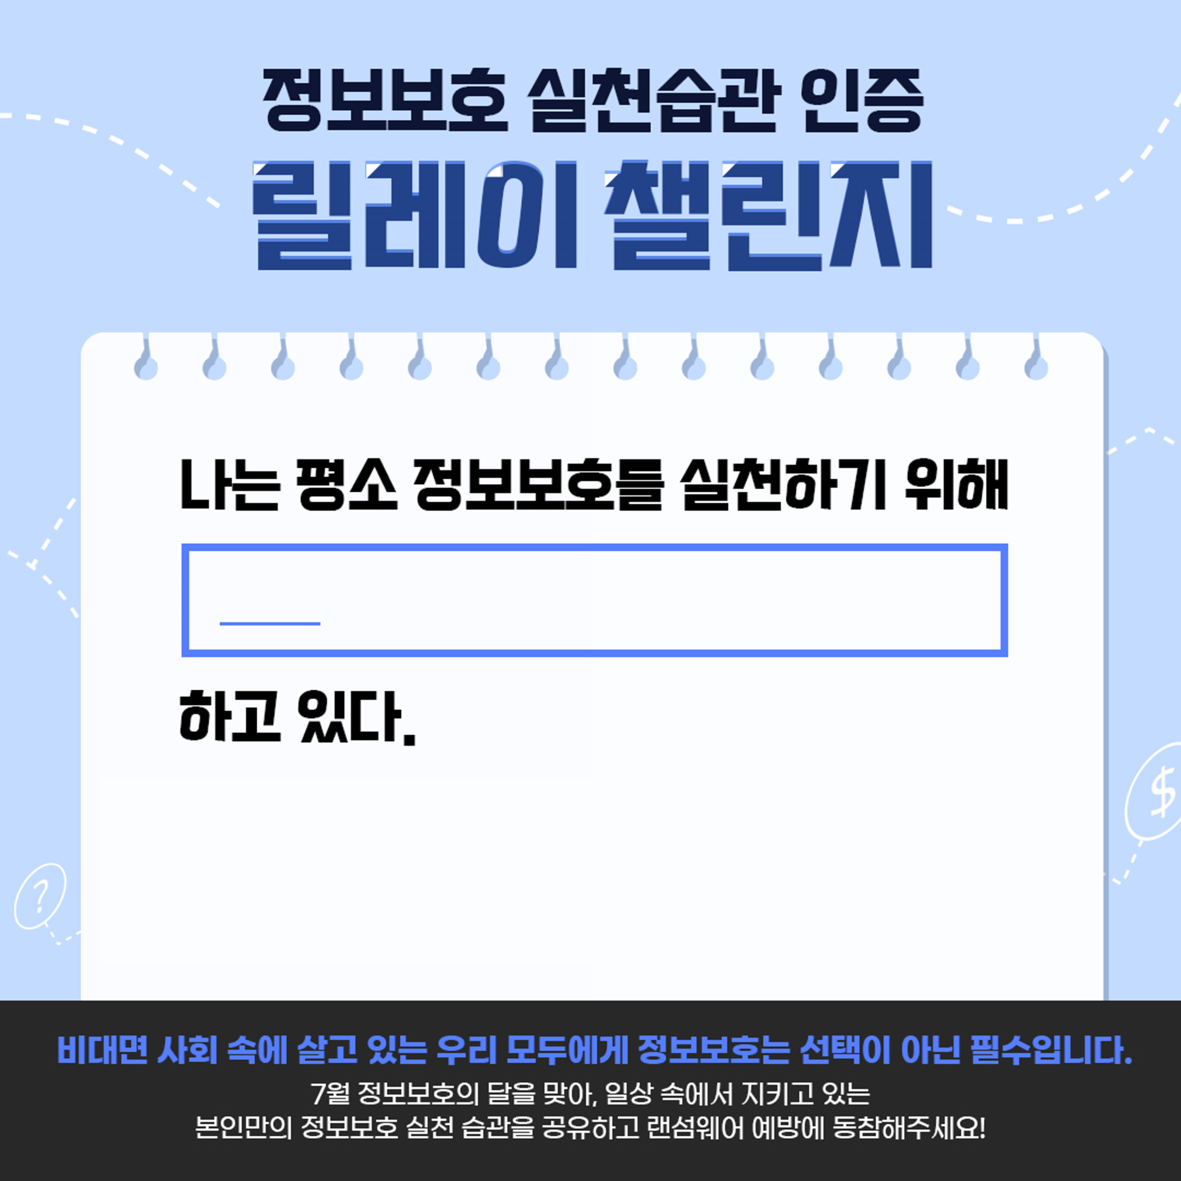 정보보호 실천습관 인증
릴레이 챌린지
나는 평소 정보보호를 실천하기 위해
하고 있다.
$
?
비대면 사회 속에 살고 있는 우리 모두에게 정보보호는 선택이 아닌 필수입니다.
7월 정보보호의 달을 맞아, 일상 속에서 지키고 있는
본인만의 정보보호 실천 습관을 공유하고 랜섬웨어 예방에 동참해주세요!